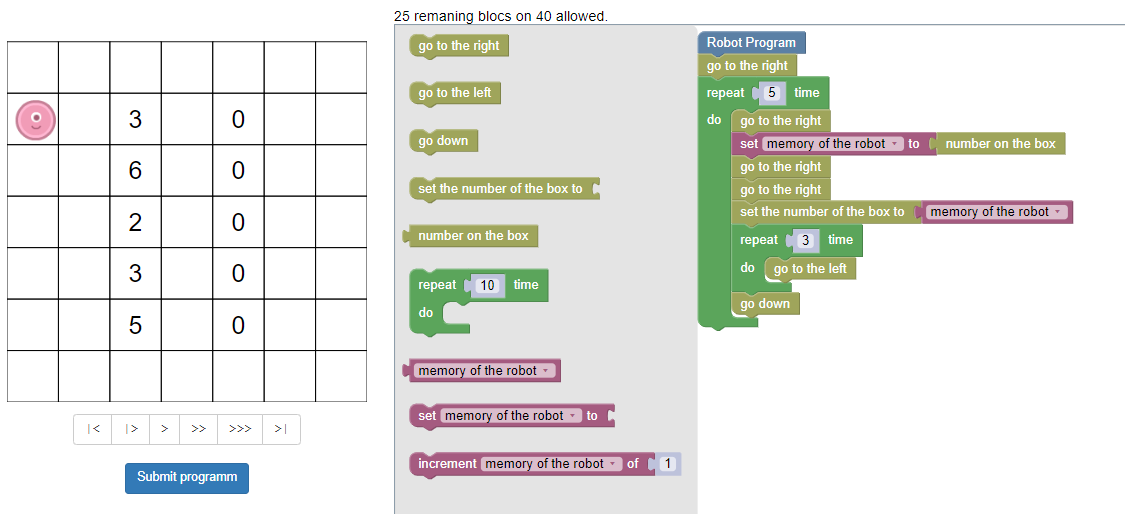 25 remaning blocs on 40 allowed.
3 0
6 0
2 0
3 0
5 0
|< |> > >> >>> >|
Submit programm
go to the right
go to the left
go down
set the number of the box to
number on the box
repeat 10 time
do
memory of the robot
set memory of the robot to
increment memory of the robot of 1
Robot Program
go to the right
repeat 5 time
do go to the right
set memory of the robot to number on the box
go to the right
go to the right
set the number of the box to memory of the robot
repeat 3 time
do go to the left
go down